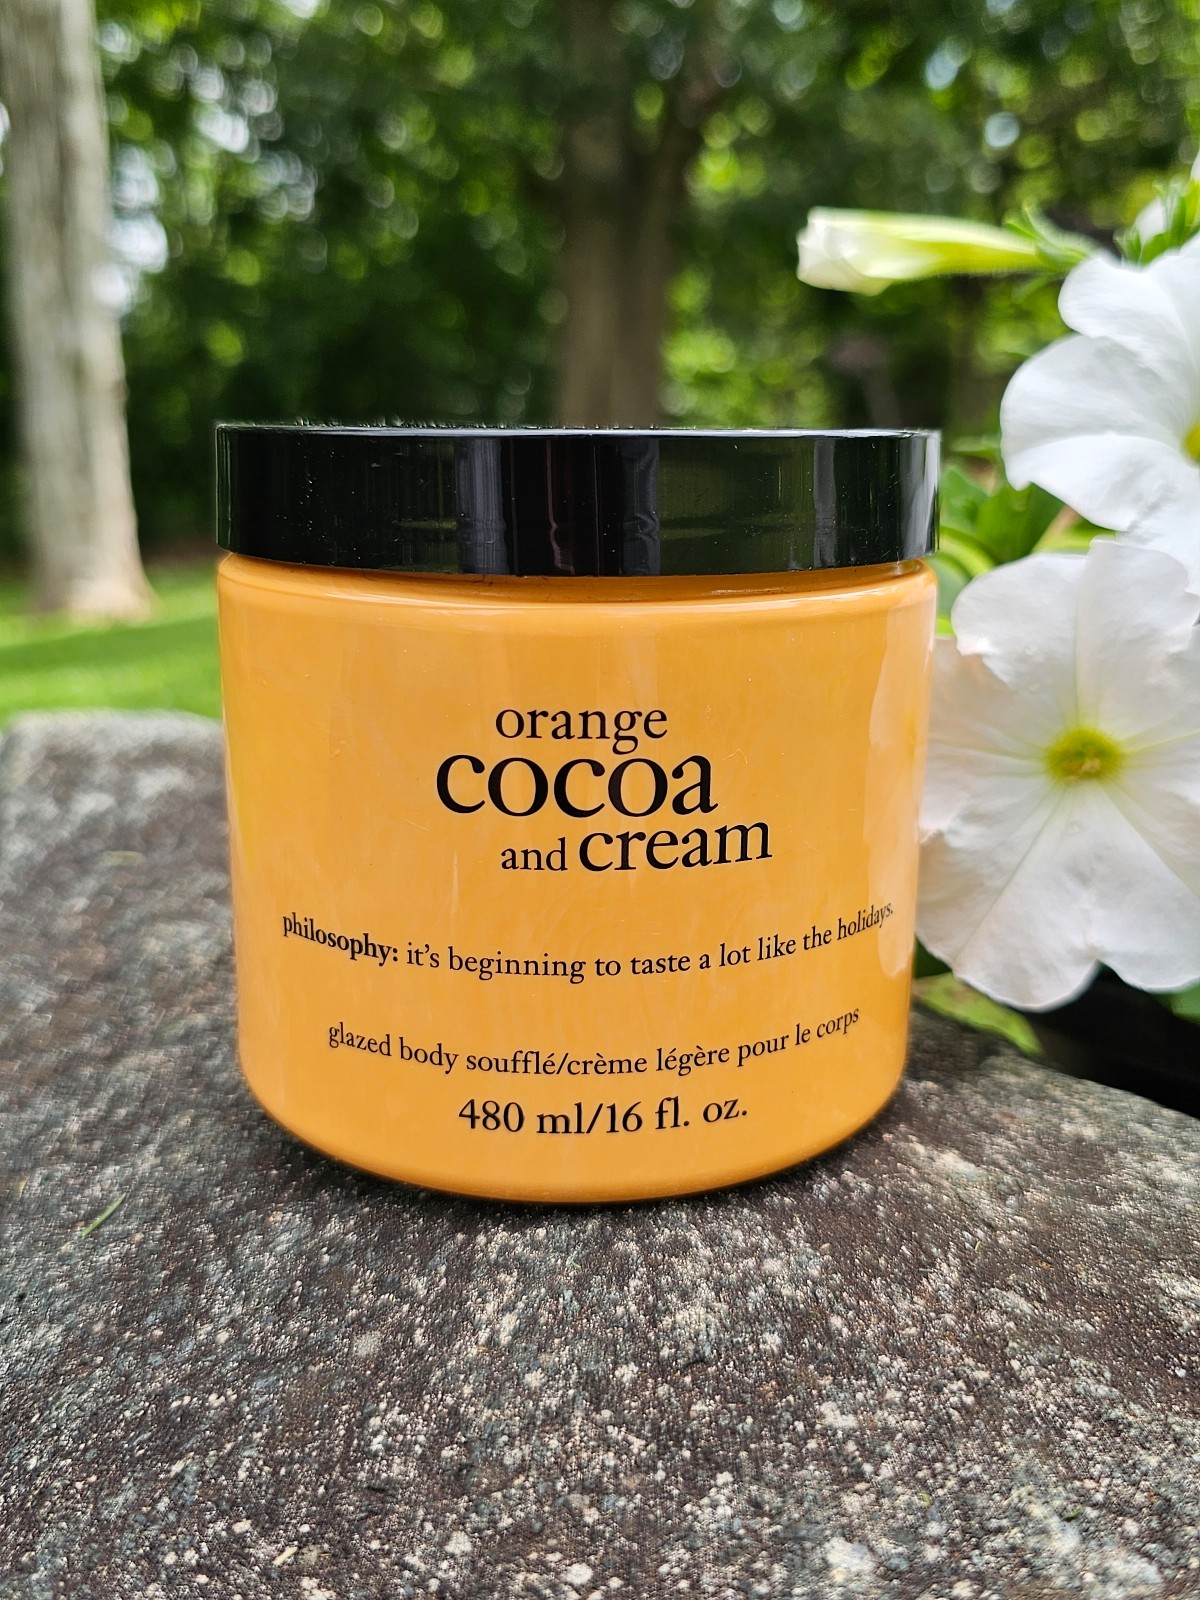 orange
cocoa
and cream
philosophy: it's beginning to taste a lot like the holidays.
glazed body soufflé/crème légère pour le corps
480 ml/16 fl. oz.